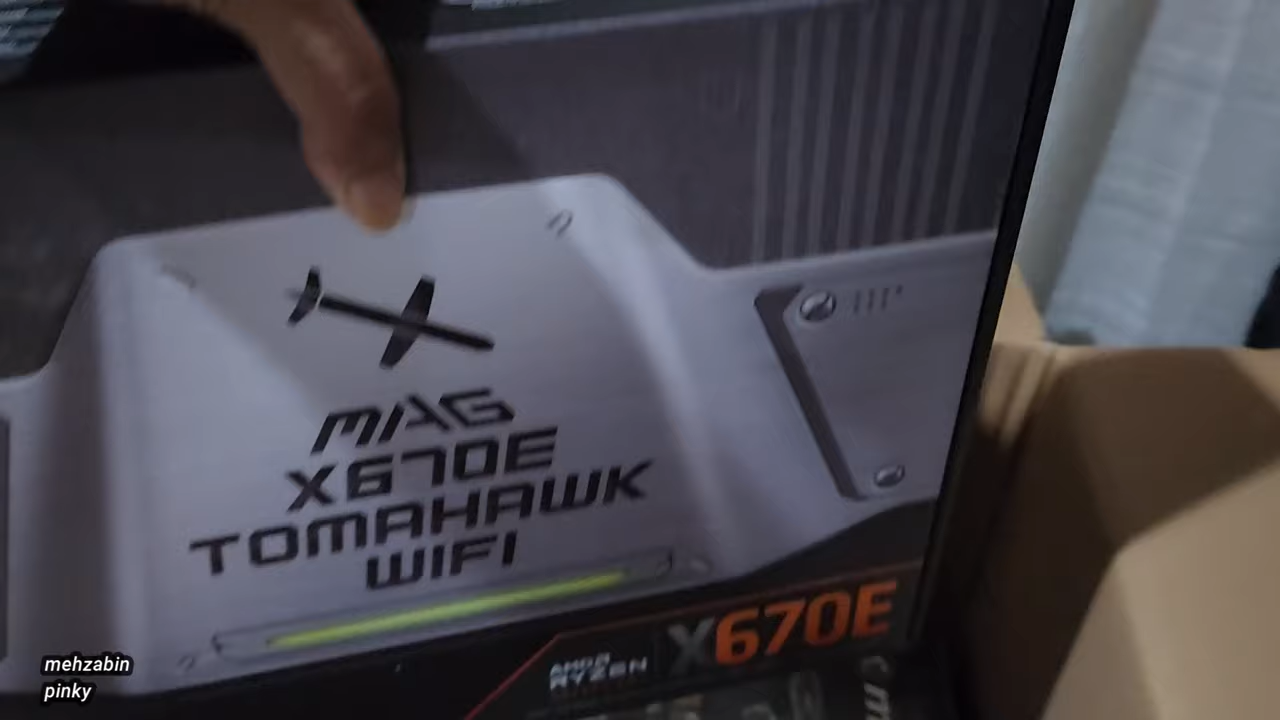 MAG
X670E
TOMAHAWK
WIFI
X670E
AMD
RYZEN
mehzabin
pinky